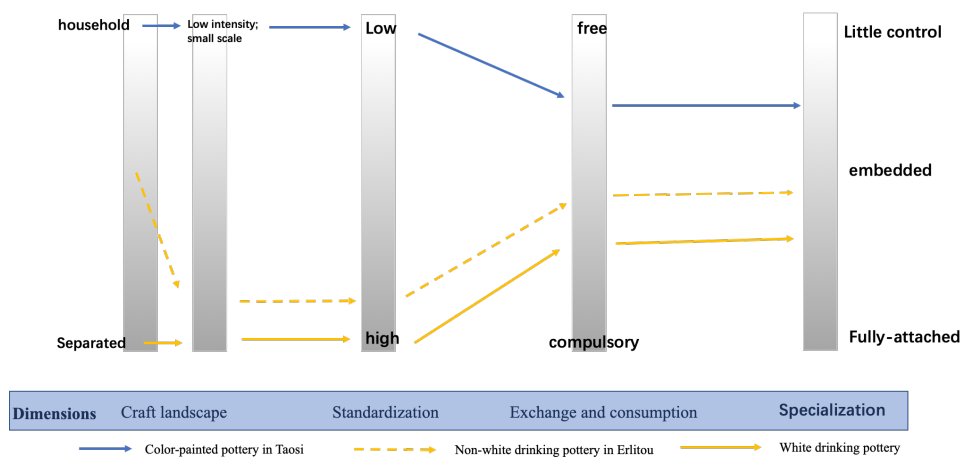 household
Low intensity;
small scale
Low
free
Little control
embedded
Separated
high
compulsory
Fully-attached
Dimensions Craft landscape Standardization Exchange and consumption Specialization
Color-painted pottery in Taosi Non-white drinking pottery in Erlitou White drinking pottery